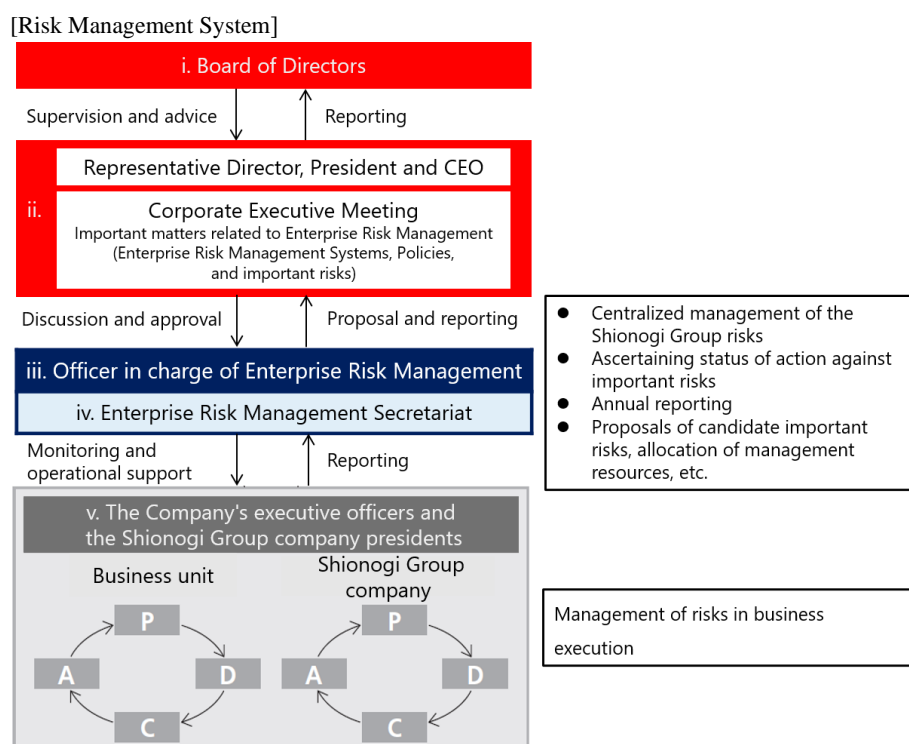 [Risk Management System]
i. Board of Directors
Supervision and advice
Reporting
Representative Director, President and CEO
ii.
Corporate Executive Meeting
Important matters related to Enterprise Risk Management
(Enterprise Risk Management Systems, Policies,
and important risks)
Discussion and approval
Proposal and reporting
● Centralized management of the
Shionogi Group risks
● Ascertaining status of action against
important risks
● Annual reporting
● Proposals of candidate important
risks, allocation of management
resources, etc.
iii. Officer in charge of Enterprise Risk Management
iv. Enterprise Risk Management Secretariat
Monitoring and
operational support
Reporting
v. The Company's executive officers and
the Shionogi Group company presidents
Business unit
Shionogi Group
company
P
A
D
C
P
A
D
C
Management of risks in business
execution